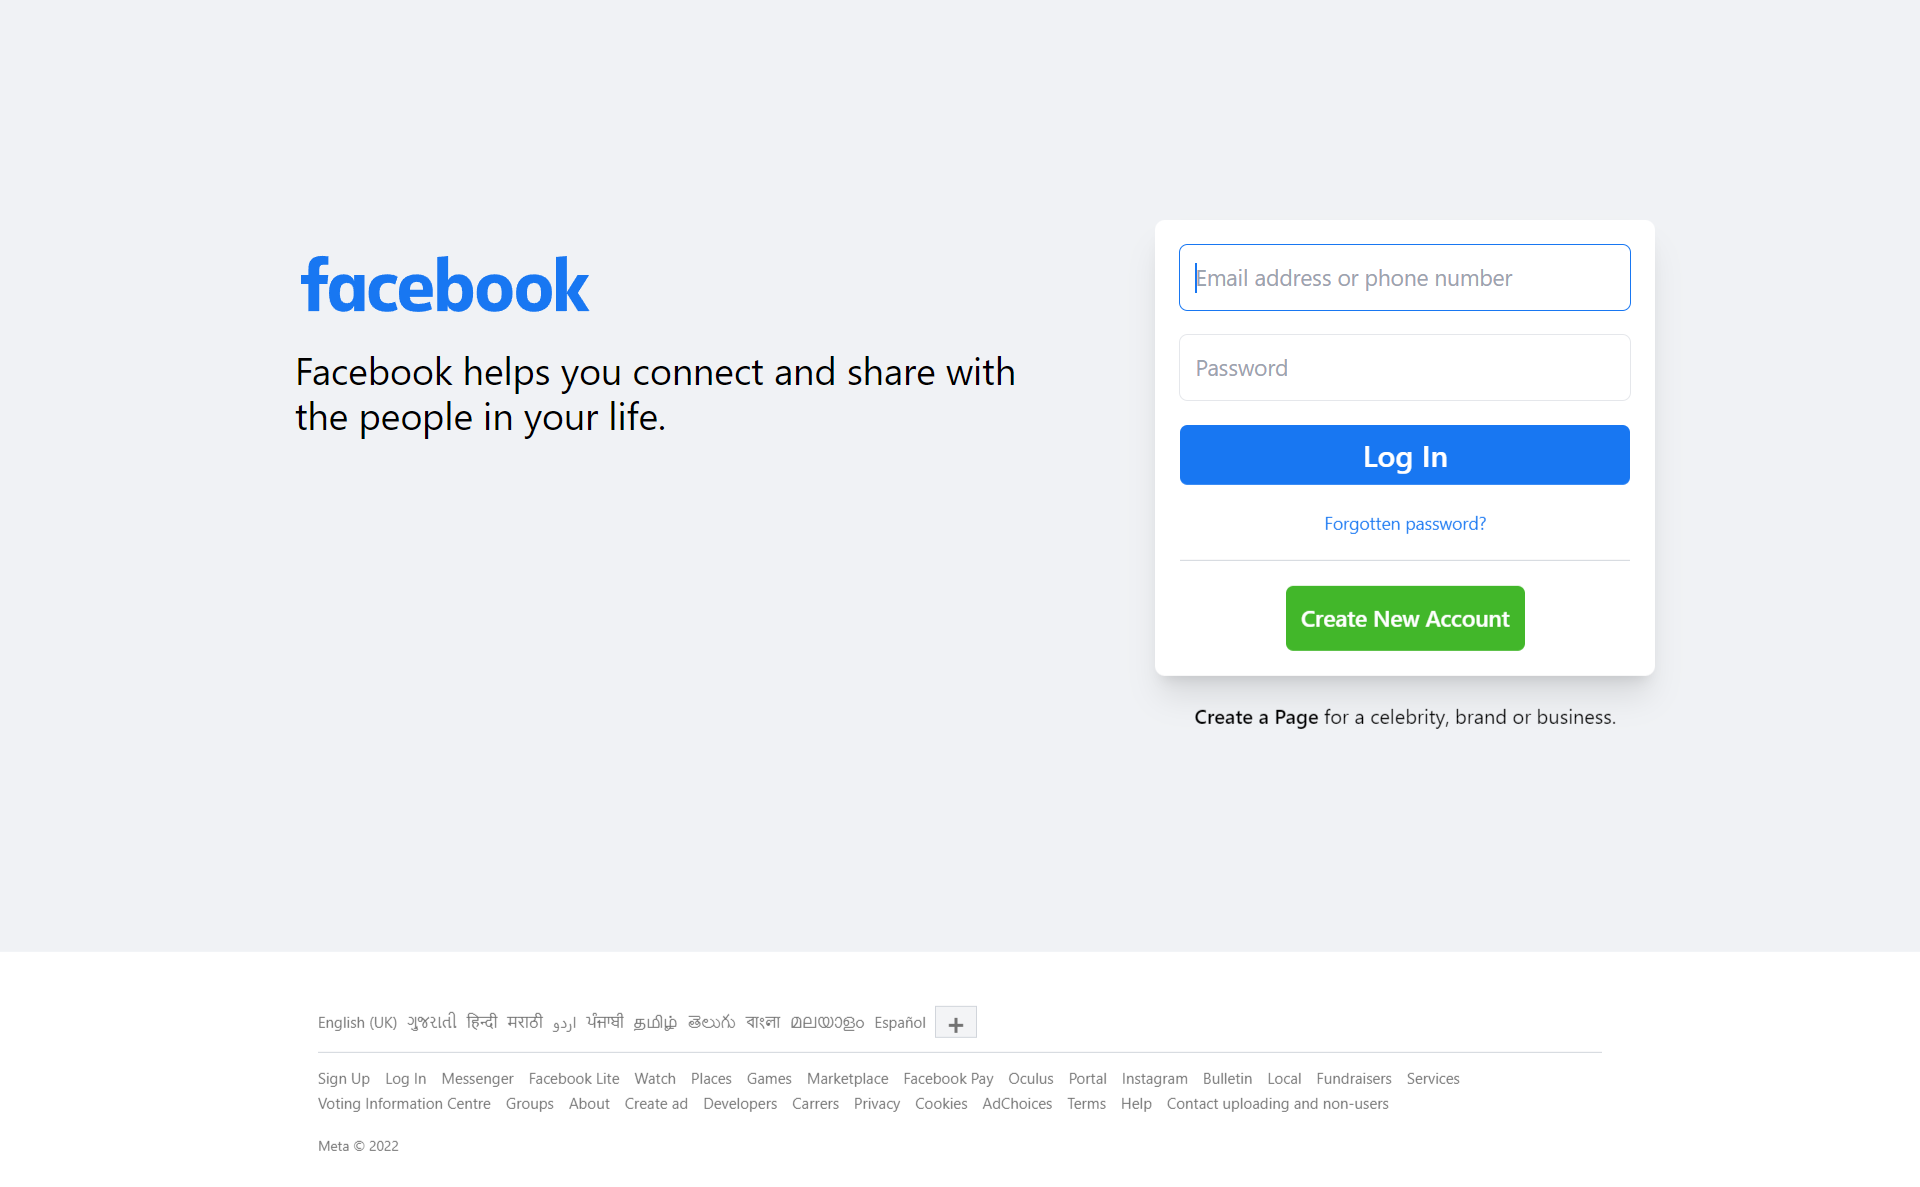 facebook
Facebook helps you connect and share with
the people in your life.
Email address or phone number
Password
Log In
Forgotten password?
Create New Account
Create a Page for a celebrity, brand or business.
English (UK) ગુજરાતી हिन्दी मराठी اردو ਪੰਜਾਬੀ தமிழ் తెలుగు বাংলা മലയാളം Español +
Sign Up Log In Messenger Facebook Lite Watch Places Games Marketplace Facebook Pay Oculus Portal Instagram Bulletin Local Fundraisers Services
Voting Information Centre Groups About Create ad Developers Carrers Privacy Cookies AdChoices Terms Help Contact uploading and non-users
Meta © 2022